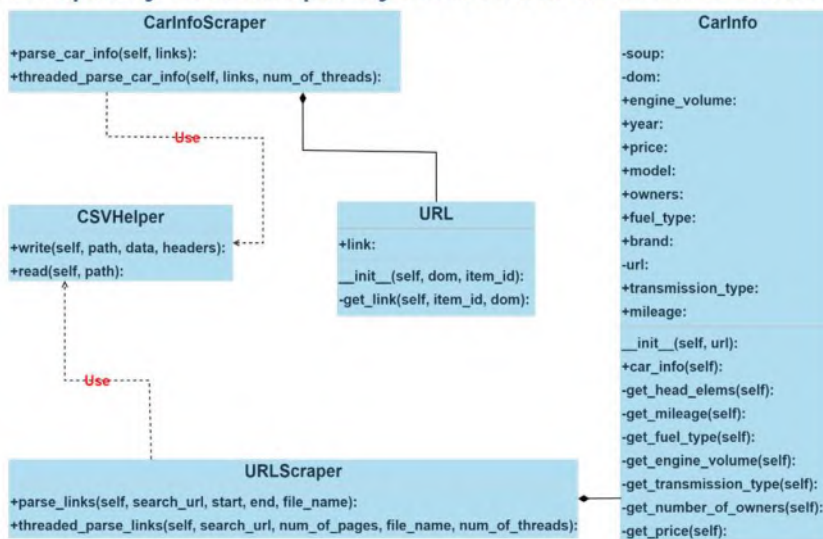 CarInfoScraper
+parse_car_info(self, links):
+threaded_parse_car_info(self, links, num_of_threads):
Use
CSVHelper
+write(self, path, data, headers):
+read(self, path):
URL
+link:
__init__(self, dom, item_id):
-get_link(self, item_id, dom):
Use
URLScraper
+parse_links(self, search_url, start, end, file_name):
+threaded_parse_links(self, search_url, num_of_pages, file_name, num_of_threads):
CarInfo
-soup:
-dom:
+engine_volume:
+year:
+price:
+model:
+owners:
+fuel_type:
+brand:
-url:
+transmission_type:
+mileage:
__init__(self, url):
+car_info(self):
-get_head_elems(self):
-get_mileage(self):
-get_fuel_type(self):
-get_engine_volume(self):
-get_transmission_type(self):
-get_number_of_owners(self):
-get_price(self):